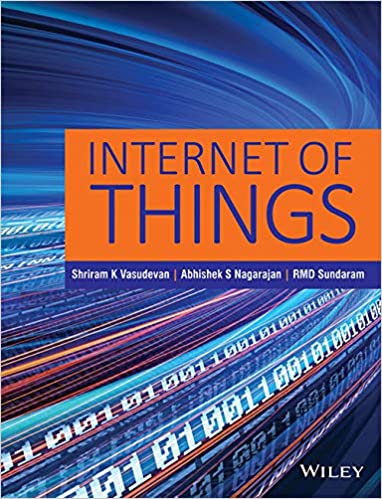 INTERNET OF
THINGS
Shriram K Vasudevan | Abhishek S Nagarajan | RMD Sundaram
WILEY